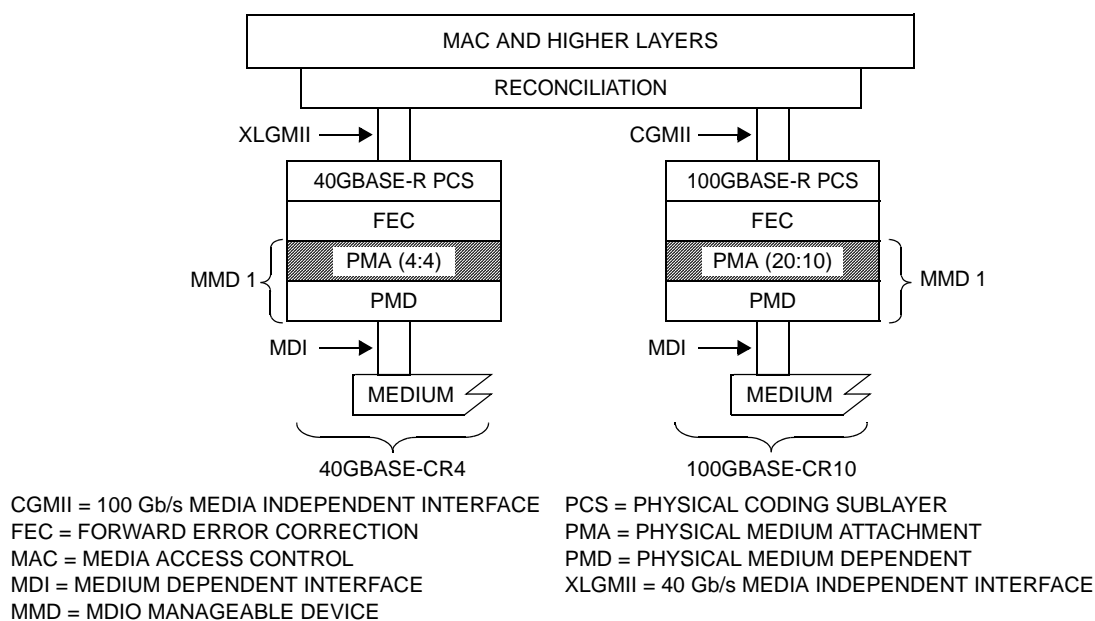 MAC AND HIGHER LAYERS
RECONCILIATION
XLGMII
CGMII
40GBASE-R PCS
100GBASE-R PCS
FEC
FEC
MMD 1
PMA (4:4)
PMA (20:10)
MMD 1
PMD
PMD
MDI
MDI
MEDIUM
MEDIUM
40GBASE-CR4
100GBASE-CR10
CGMII = 100 Gb/s MEDIA INDEPENDENT INTERFACE
FEC = FORWARD ERROR CORRECTION
MAC = MEDIA ACCESS CONTROL
MDI = MEDIUM DEPENDENT INTERFACE
MMD = MDIO MANAGEABLE DEVICE
PCS = PHYSICAL CODING SUBLAYER
PMA = PHYSICAL MEDIUM ATTACHMENT
PMD = PHYSICAL MEDIUM DEPENDENT
XLGMII = 40 Gb/s MEDIA INDEPENDENT INTERFACE